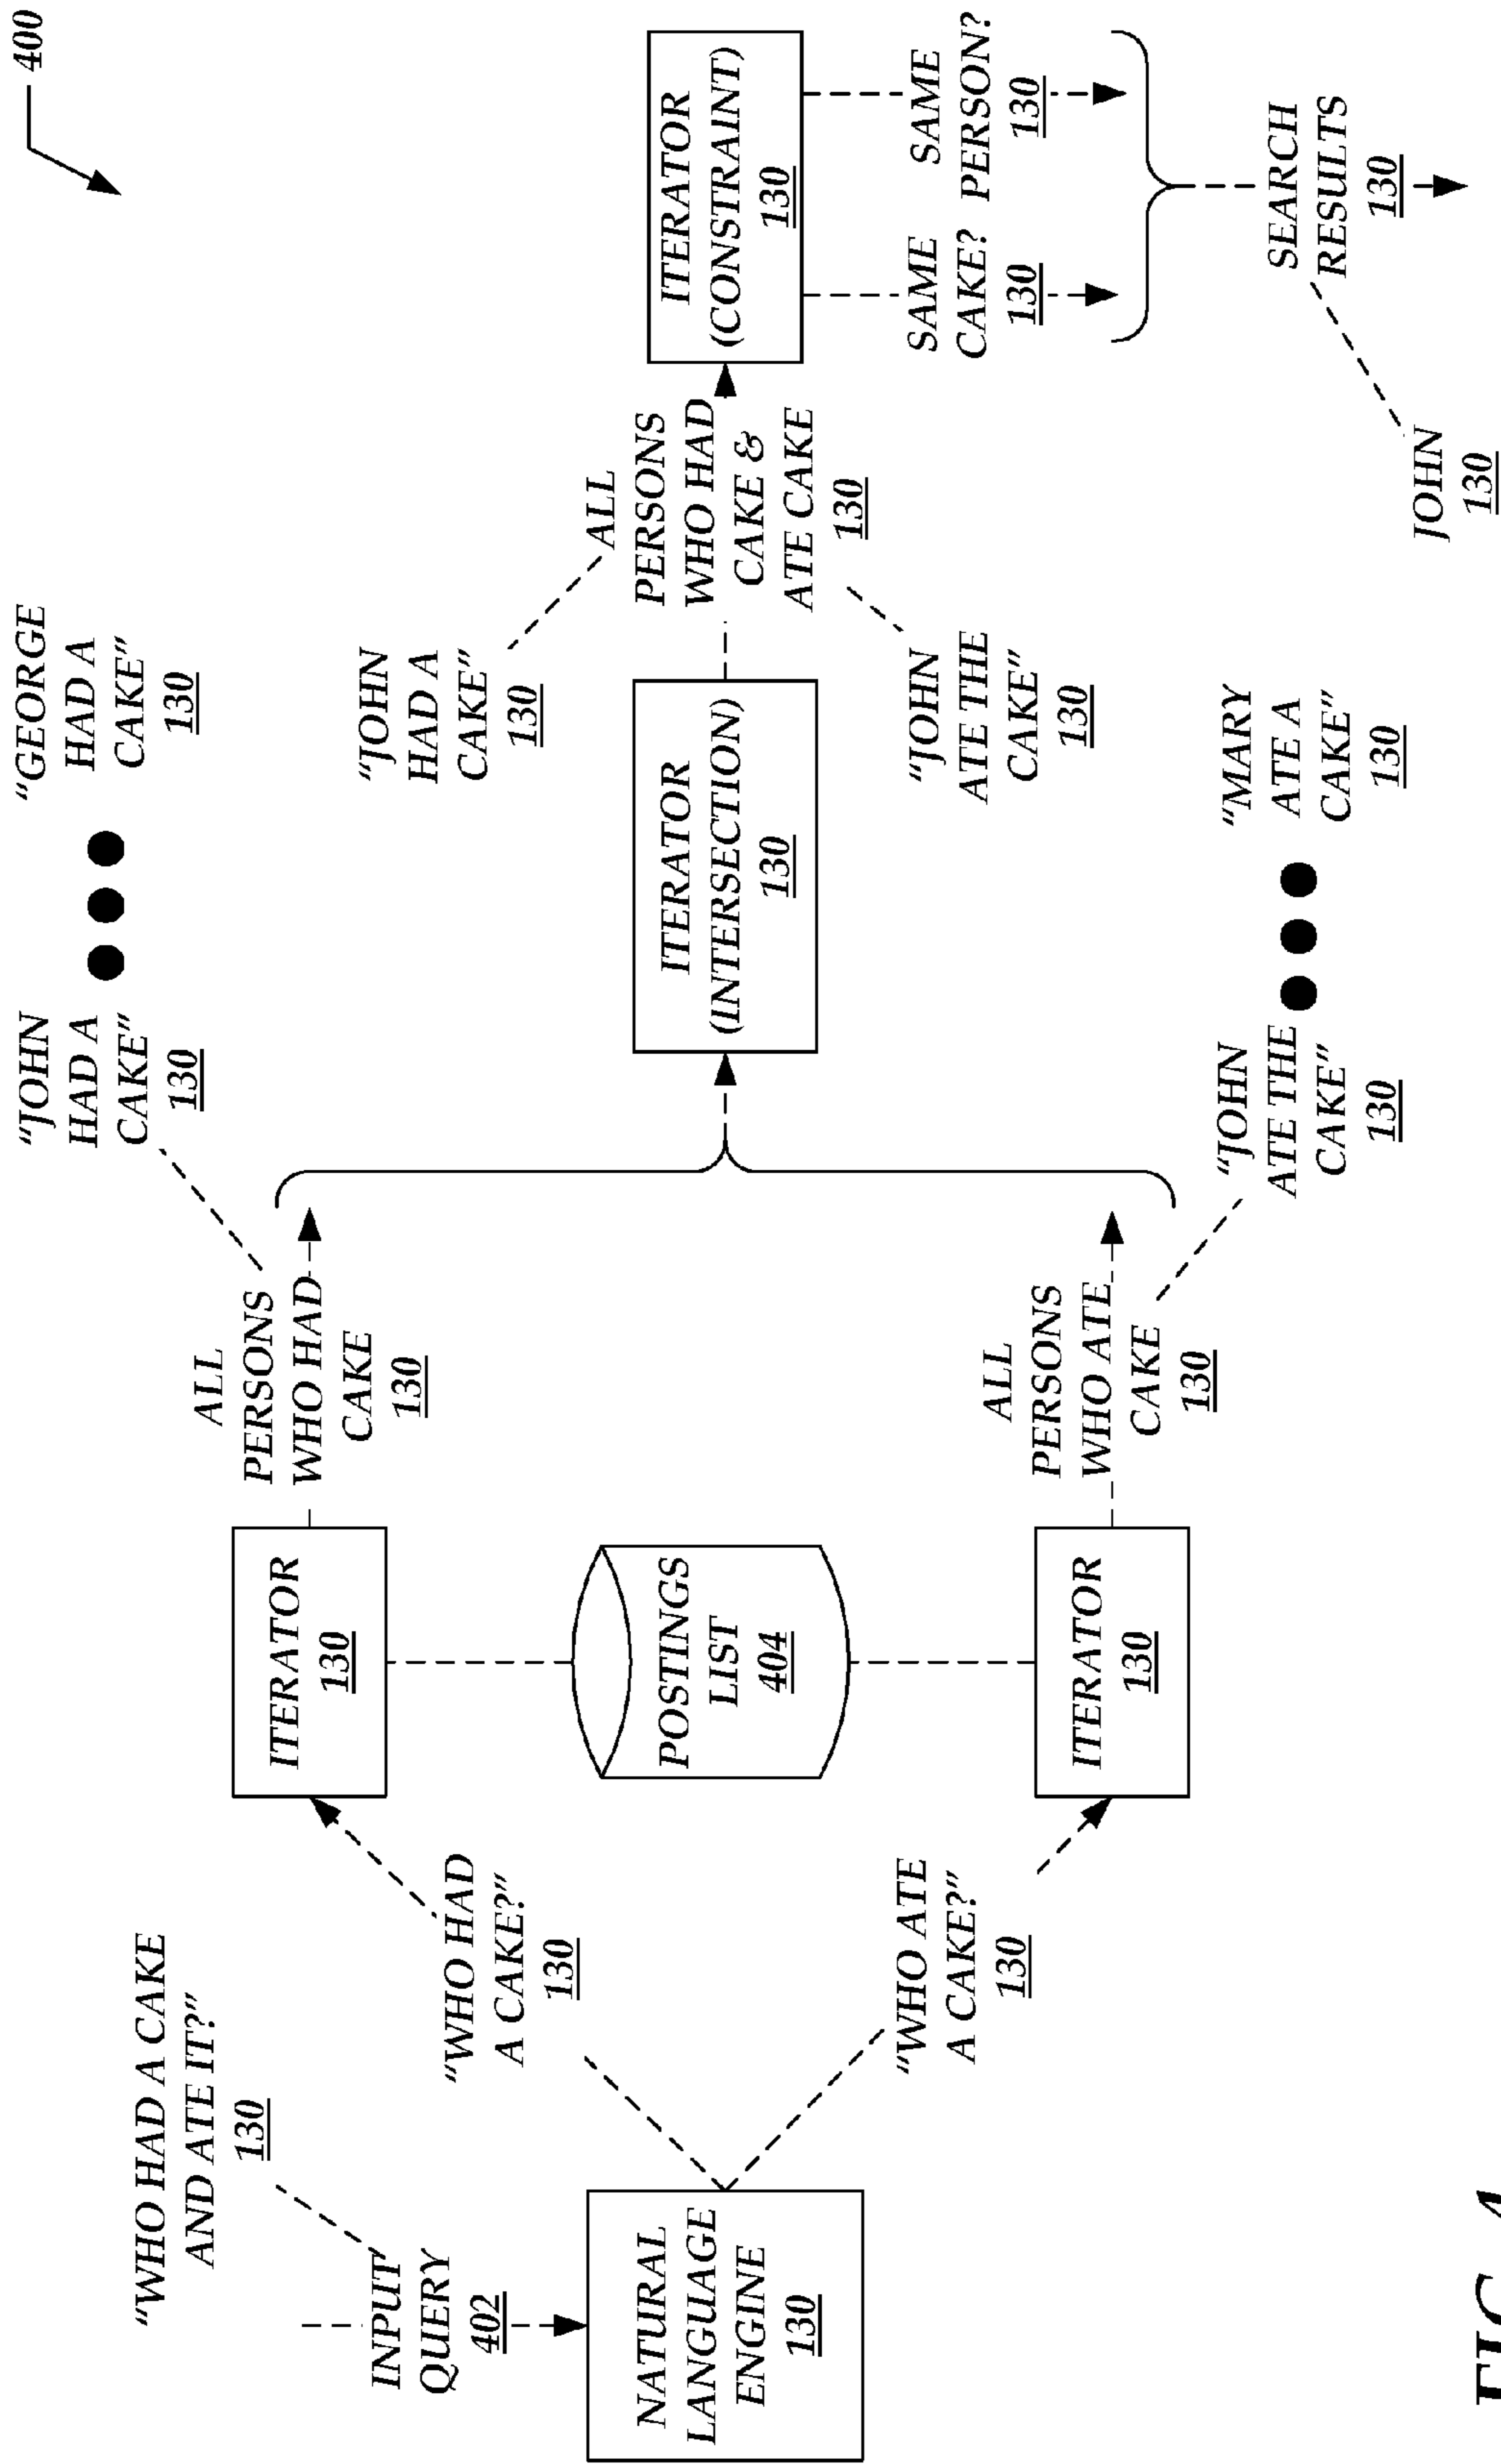 400
"WHO HAD A CAKE
AND ATE IT?"
130
INPUT
QUERY
402
NATURAL
LANGUAGE
ENGINE
130
"WHO HAD
A CAKE?"
130
"WHO ATE
A CAKE?"
130
ITERATOR
130
POSTINGS
LIST
404
ITERATOR
130
ALL
PERSONS
WHO HAD
CAKE
130
"JOHN
HAD A
CAKE"
130
"GEORGE
HAD A
CAKE"
130
ALL
PERSONS
WHO ATE
CAKE
130
"JOHN
ATE THE
CAKE"
130
"MARY
ATE A
CAKE"
130
ITERATOR
(INTERSECTION)
130
"JOHN
HAD A
CAKE"
130
ALL
PERSONS
WHO HAD
CAKE &
ATE CAKE
130
"JOHN
ATE THE
CAKE"
130
ITERATOR
(CONSTRAINT)
130
SAME
CAKE?
130
SAME
PERSON?
130
SEARCH
RESULTS
130
JOHN
130
FIG. 4